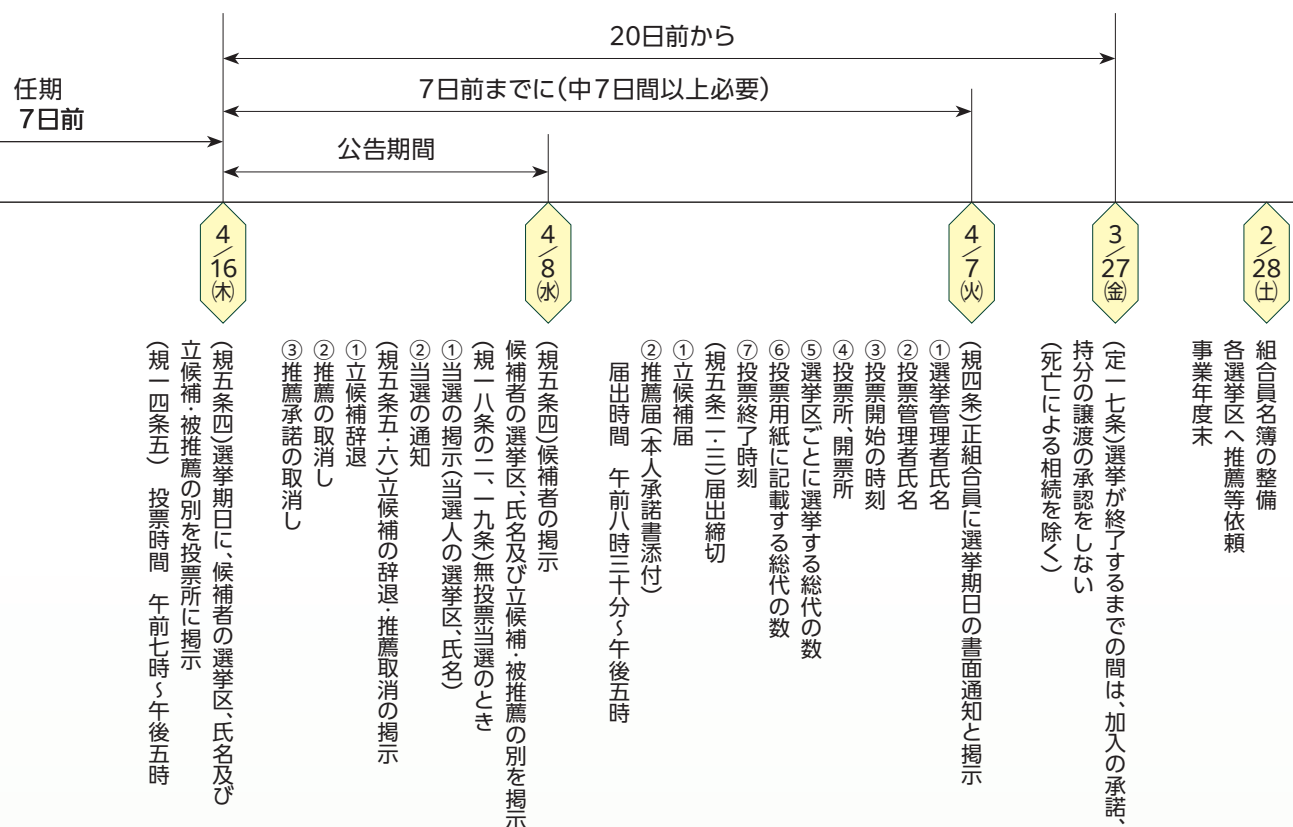 20日前から
7日前までに(中7日間以上必要)
任期
7日前
公告期間
2/28㈯
組合員名簿の整備
各選挙区へ推薦等依頼
事業年度末
3/27㈮
(定一七条)選挙が終了するまでの間は、加入の承諾、
持分の譲渡の承認をしない
(死亡による相続を除く)
4/7㈫
(規四条)正組合員に選挙期日の書面通知と掲示
①選挙管理者氏名
②投票管理者氏名
③投票開始の時刻
④投票所、開票所
⑤選挙区ごとに選挙する総代の数
⑥投票用紙に記載する総代の数
⑦投票終了時刻
(規五条二・三)届出締切
①立候補届
②推薦届(本人承諾書添付)
届出時間 午前八時三十分～午後五時
4/8㈬
(規五条四)候補者の掲示
候補者の選挙区、氏名及び立候補・被推薦の別を掲示
(規一八条の二、一九条)無投票当選のとき
①当選の掲示(当選人の選挙区、氏名)
②当選の通知
(規五条五・六)立候補の辞退・推薦取消の掲示
①立候補辞退
②推薦の取消し
③推薦承諾の取消し
4/16㈭
(規五条四)選挙期日に、候補者の選挙区、氏名及び
立候補・被推薦の別を投票所に掲示
(規一四条五) 投票時間 午前七時～午後五時